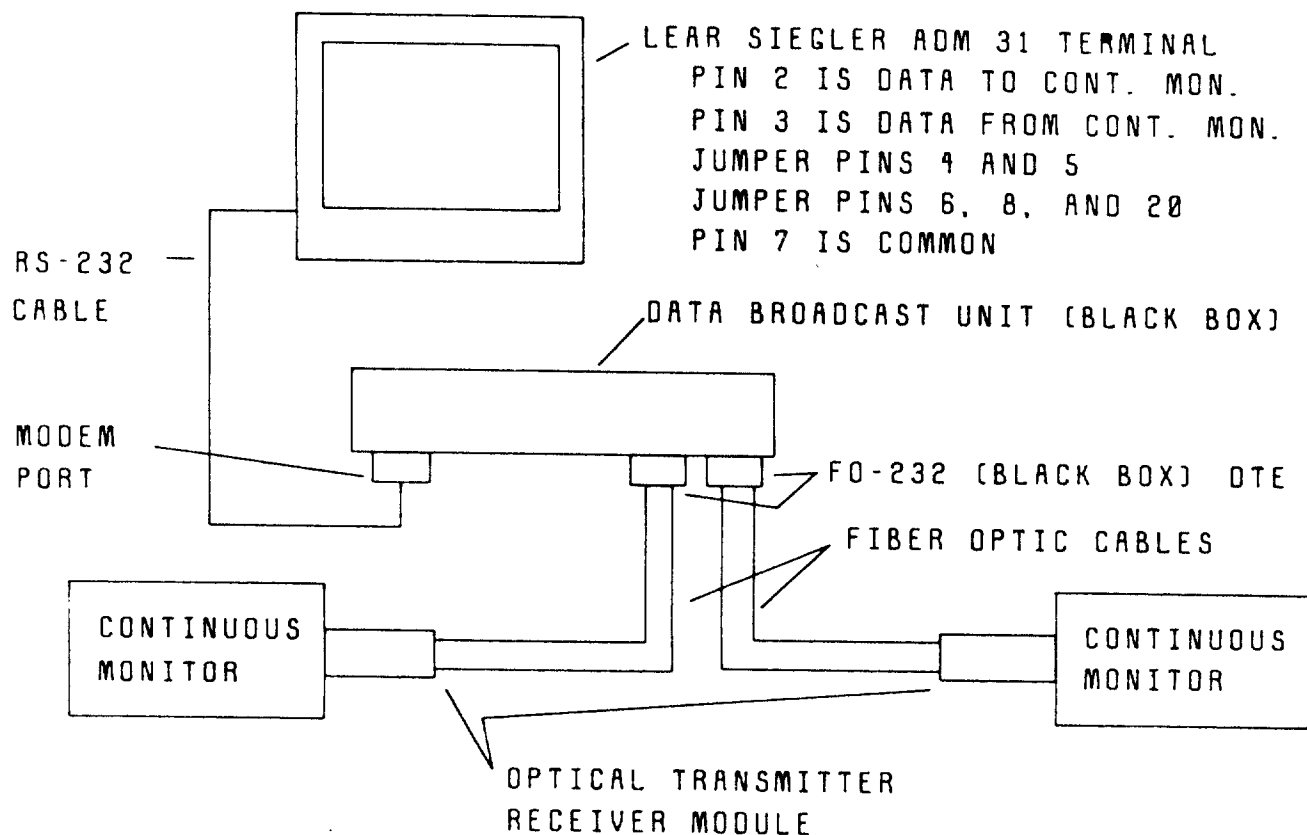 LEAR SIEGLER ADM 31 TERMINAL
PIN 2 IS DATA TO CONT. MON.
PIN 3 IS DATA FROM CONT. MON.
JUMPER PINS 4 AND 5
JUMPER PINS 6, 8, AND 20
PIN 7 IS COMMON
RS-232
CABLE
DATA BROADCAST UNIT (BLACK BOX)
MODEM
PORT
FO-232 (BLACK BOX) DTE
FIBER OPTIC CABLES
CONTINUOUS
MONITOR
CONTINUOUS
MONITOR
OPTICAL TRANSMITTER
RECEIVER MODULE